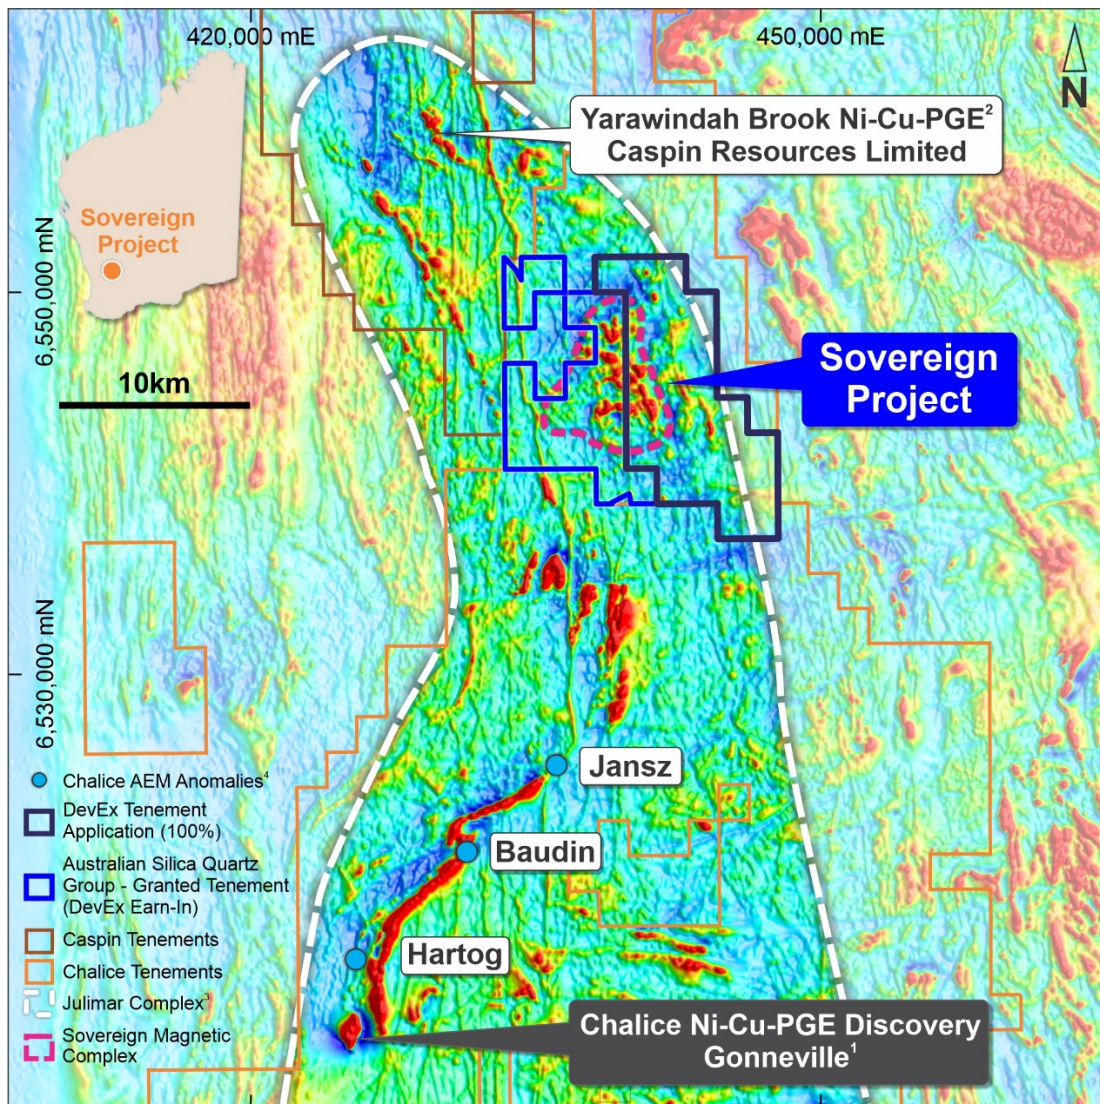 420,000 mE
450,000 mE
N
Yarawindah Brook Ni-Cu-PGE²
Caspin Resources Limited
Sovereign
Project
6,550,000 mN
10km
Sovereign
Project
6,530,000 mN
Jansz
Baudin
Hartog
Chalice Ni-Cu-PGE Discovery
Gonneville¹
Chalice AEM Anomalies⁴
DevEx Tenement
Application (100%)
Australian Silica Quartz
Group - Granted Tenement
(DevEx Earn-In)
Caspin Tenements
Chalice Tenements
Julimar Complex³
Sovereign Magnetic
Complex